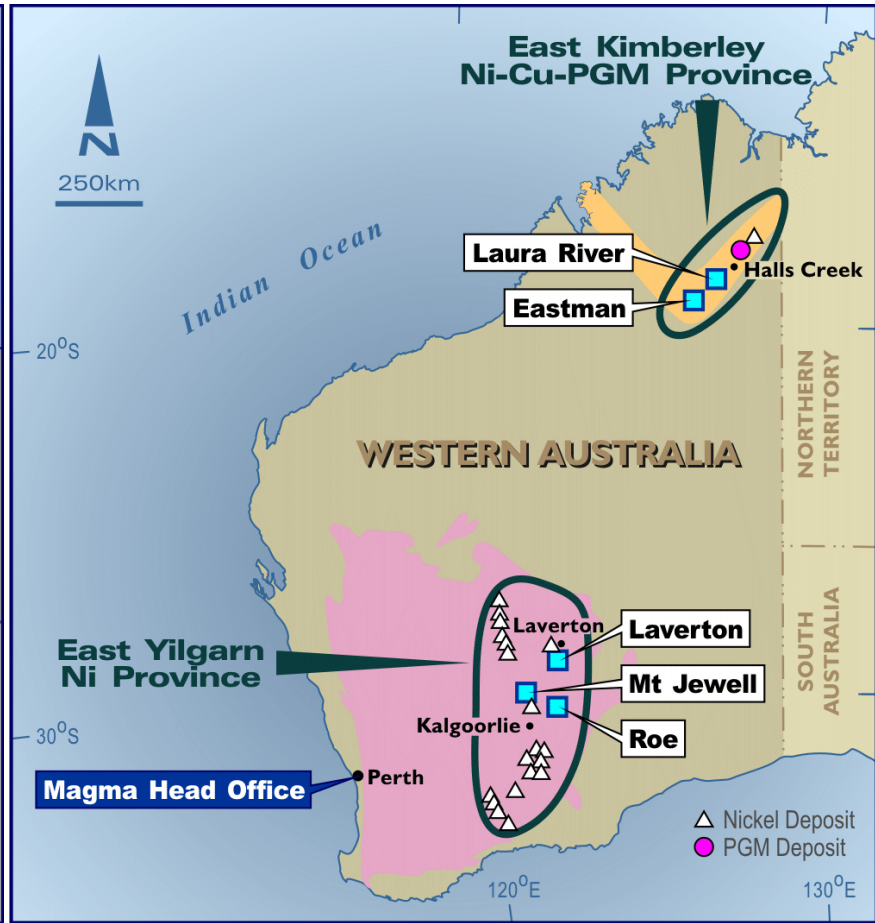 East Kimberley
Ni-Cu-PGM Province
N
250km
Indian Ocean
Laura River
Halls Creek
Eastman
20°S
NORTHERN
TERRITORY
WESTERN AUSTRALIA
SOUTH
AUSTRALIA
Laverton
Laverton
East Yilgarn
Ni Province
Mt Jewell
Kalgoorlie
Roe
30°S
Perth
Magma Head Office
Nickel Deposit
PGM Deposit
120°E
130°E